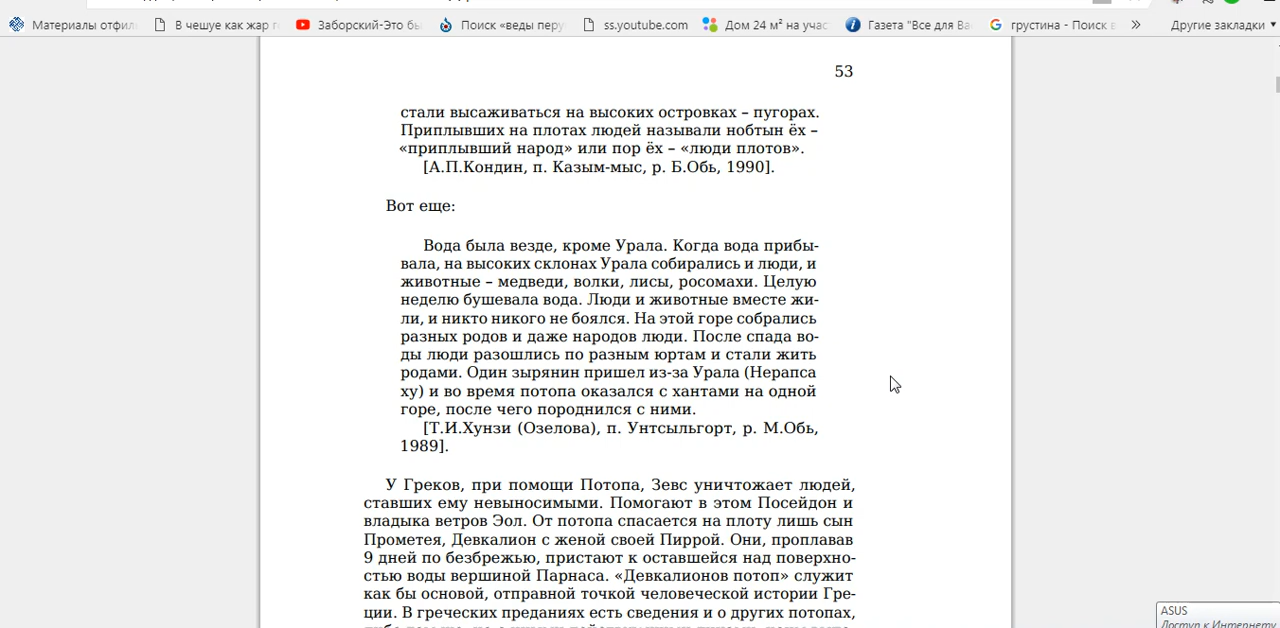 Материалы отфил В чешуе как жар г Заборский-Это бы Поиск «веды перу ss.youtube.com Дом 24 м² на учас Газета "Все для Ва грустина - Поиск в » Другие закладки
53
стали высаживаться на высоких островках – пугорах.
Приплывших на плотах людей называли нобтын ёх –
«приплывший народ» или пор ёх – «люди плотов».
[А.П.Кондин, п. Казым-мыс, р. Б.Обь, 1990].
Вот еще:
Вода была везде, кроме Урала. Когда вода прибы-
вала, на высоких склонах Урала собирались и люди, и
животные – медведи, волки, лисы, росомахи. Целую
неделю бушевала вода. Люди и животные вместе жи-
ли, и никто никого не боялся. На этой горе собрались
разных родов и даже народов люди. После спада во-
ды люди разошлись по разным юртам и стали жить
родами. Один зырянин пришел из-за Урала (Нерапса
ху) и во время потопа оказался с хантами на одной
горе, после чего породнился с ними.
[Т.И.Хунзи (Озелова), п. Унтсыльгорт, р. М.Обь,
1989].
У Греков, при помощи Потопа, Зевс уничтожает людей,
ставших ему невыносимыми. Помогают в этом Посейдон и
владыка ветров Эол. От потопа спасается на плоту лишь сын
Прометея, Девкалион с женой своей Пиррой. Они, проплавав
9 дней по безбрежью, пристают к оставшейся над поверхно-
стью воды вершиной Парнаса. «Девкалионов потоп» служит
как бы основой, отправной точкой человеческой истории Гре-
ции. В греческих преданиях есть сведения и о других потопах,
ASUS
Доступ к Интернету